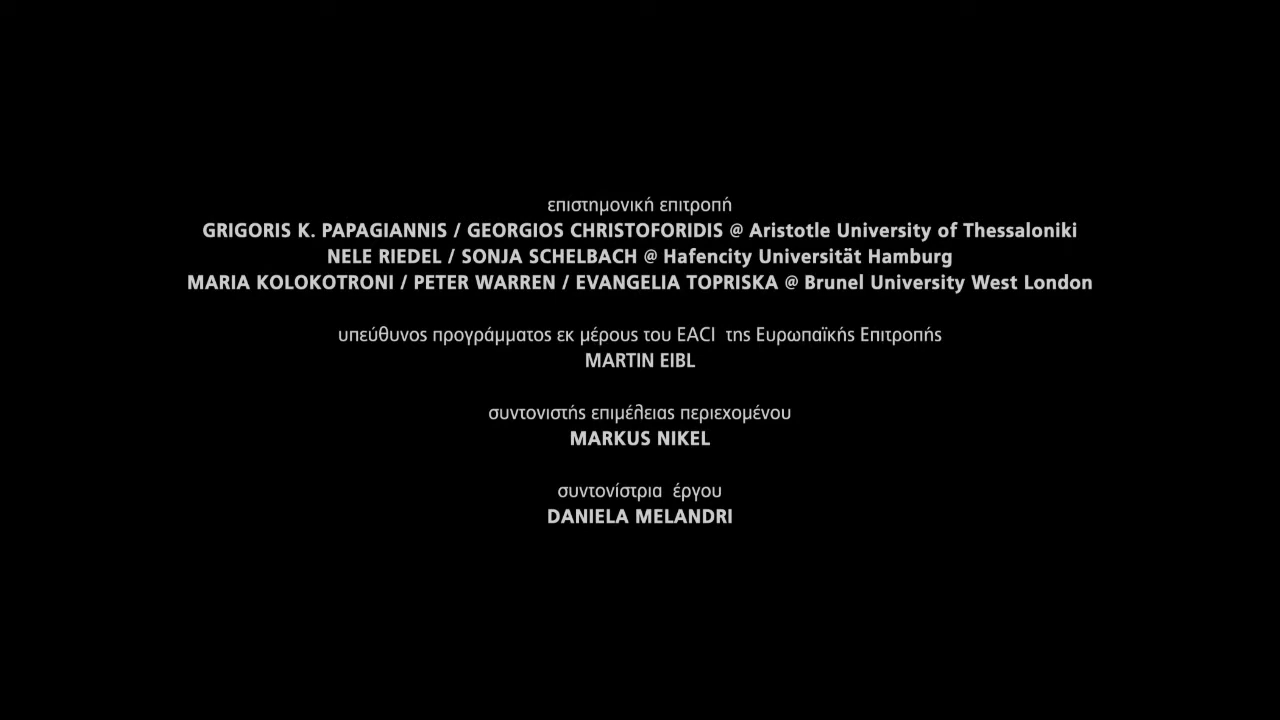 επιστημονική επιτροπή
GRIGORIS K. PAPAGIANNIS / GEORGIOS CHRISTOFORIDIS @ Aristotle University of Thessaloniki
NELE RIEDEL / SONJA SCHELBACH @ Hafencity Universität Hamburg
MARIA KOLOKOTRONI / PETER WARREN / EVANGELIA TOPRISKA @ Brunel University West London
υπεύθυνος προγράμματος εκ μέρους του EACI της Ευρωπαϊκής Επιτροπής
MARTIN EIBL
συντονιστής επιμέλειας περιεχομένου
MARKUS NIKEL
συντονίστρια έργου
DANIELA MELANDRI